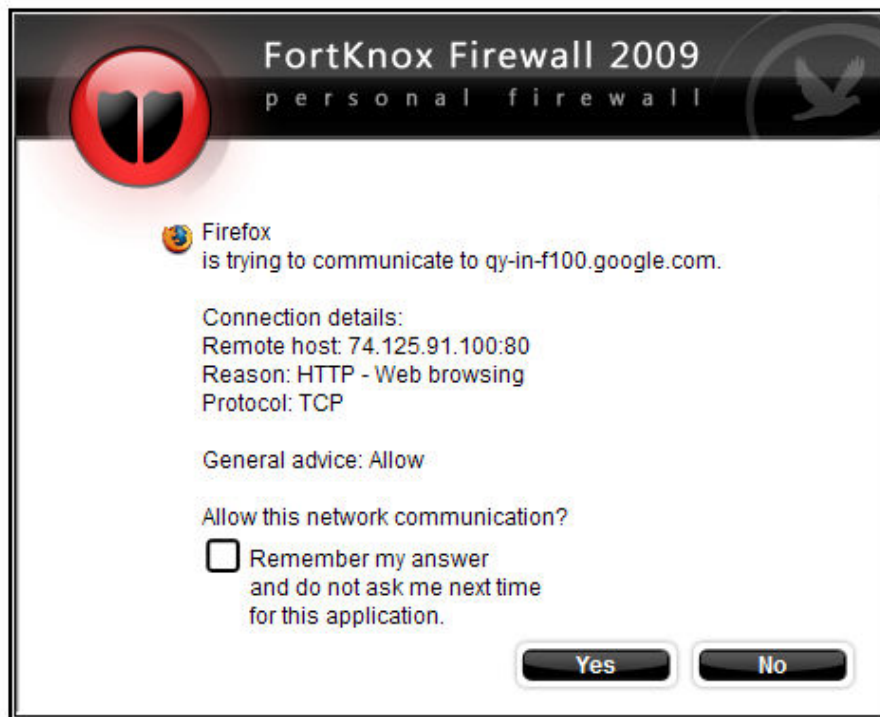 FortKnox Firewall 2009
personal firewall
Firefox
is trying to communicate to qy-in-f100.google.com.
Connection details:
Remote host: 74.125.91.100:80
Reason: HTTP - Web browsing
Protocol: TCP
General advice: Allow
Allow this network communication?
Remember my answer
and do not ask me next time
for this application.
Yes No